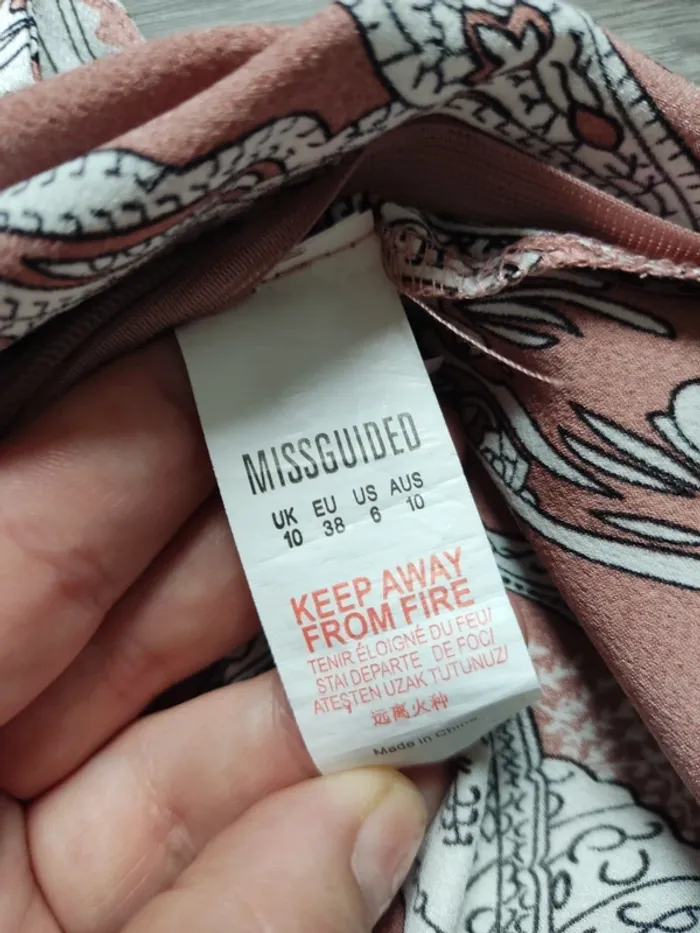 MISSGUIDED
UK EU US AUS
10 38 6 10
KEEP AWAY
FROM FIRE
TENIR ÉLOIGNÉ DU FEU/
STAI DEPARTE DE FOC/
ATEŞTEN UZAK TUTUNUZ/
远离火种
Made in China